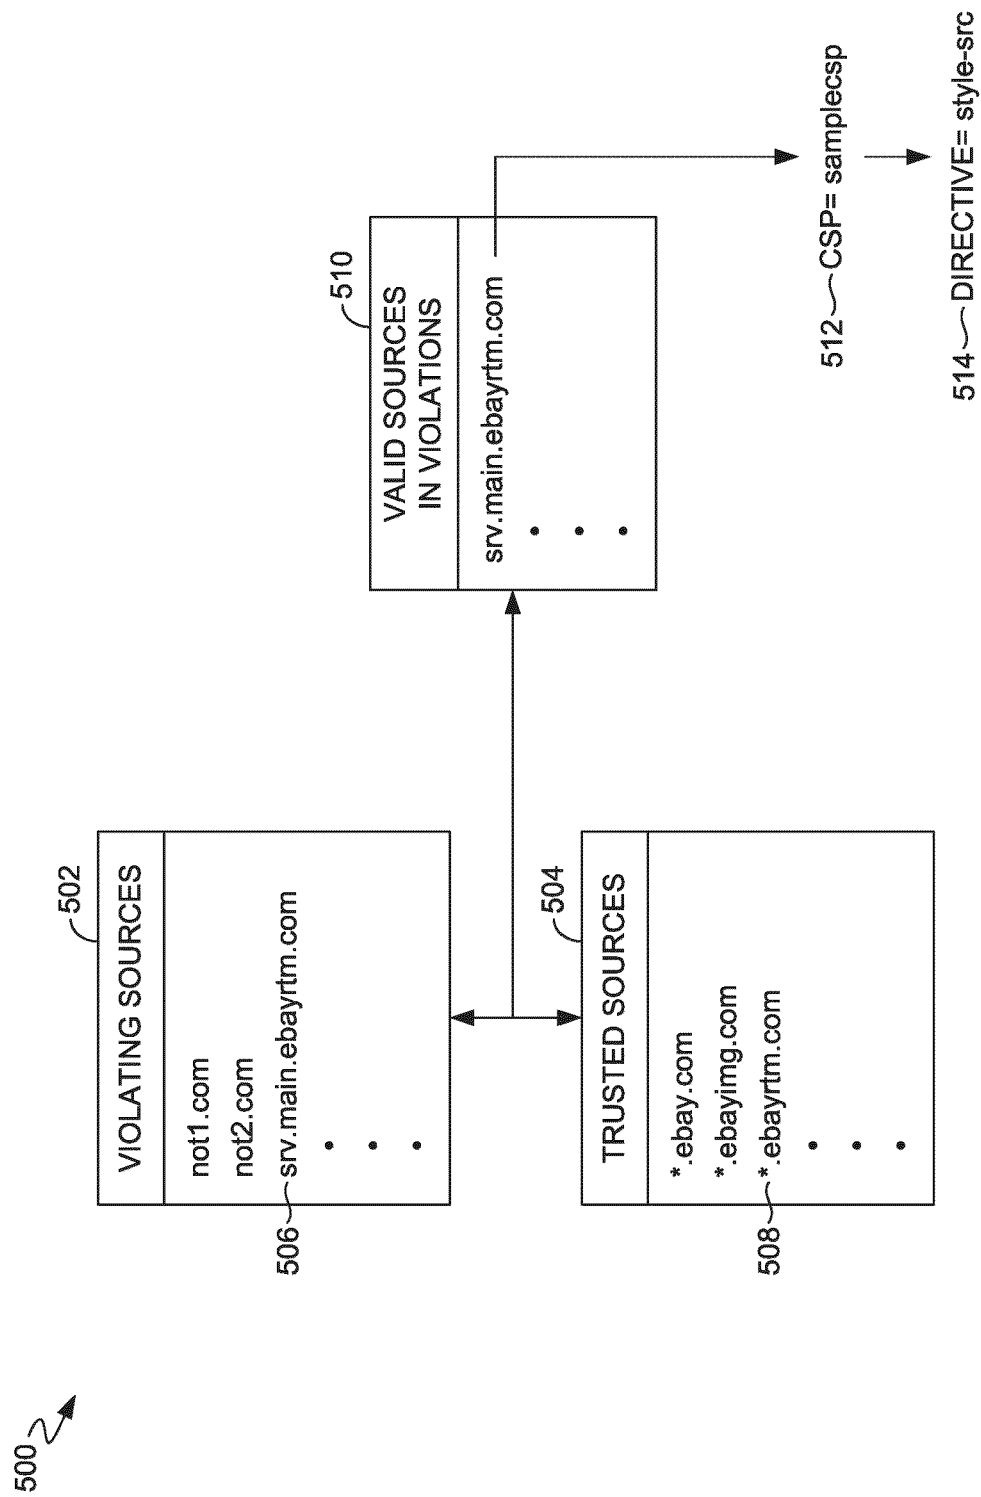 500
502
VIOLATING SOURCES
not1.com
not2.com
506
srv.main.ebayrtm.com
504
TRUSTED SOURCES
*.ebay.com
*.ebayimg.com
508
*.ebayrtm.com
510
VALID SOURCES
IN VIOLATIONS
srv.main.ebayrtm.com
512 CSP= samplecsp
514 DIRECTIVE= style-src